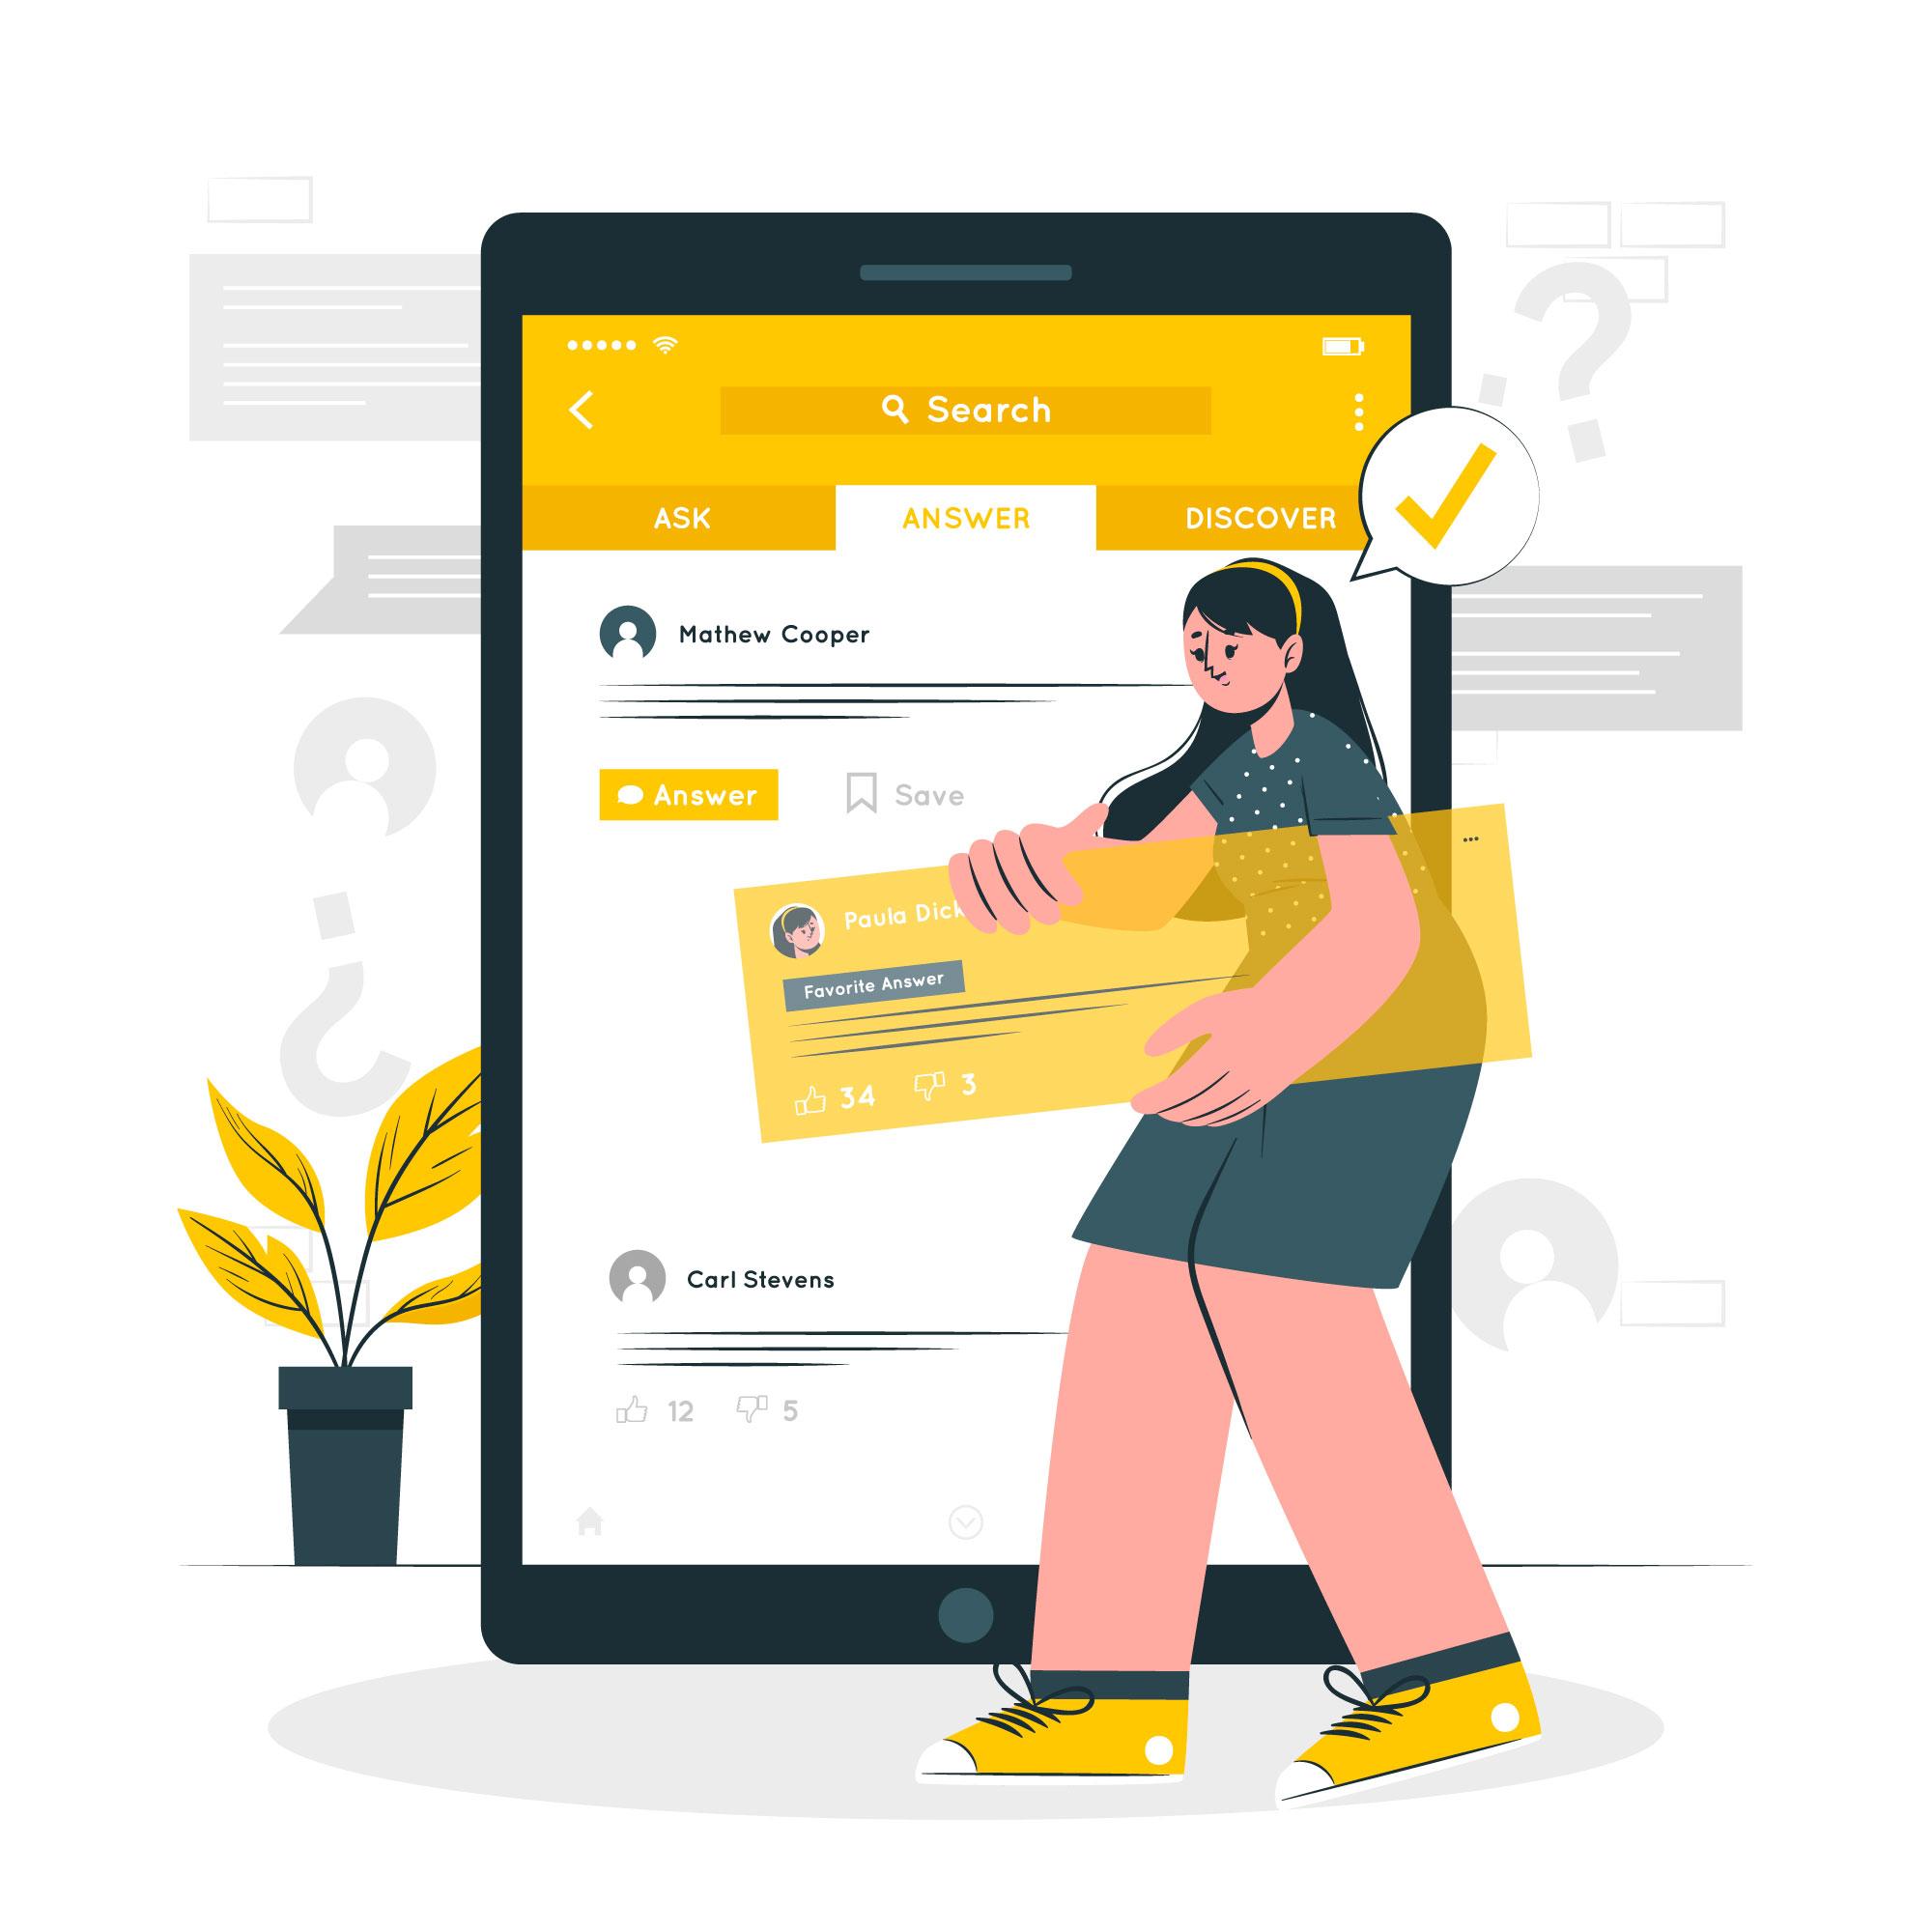 Search
ASK ANSWER DISCOVER
Mathew Cooper
Answer Save
Paula Dick
Favorite Answer
34 3
Carl Stevens
12 5